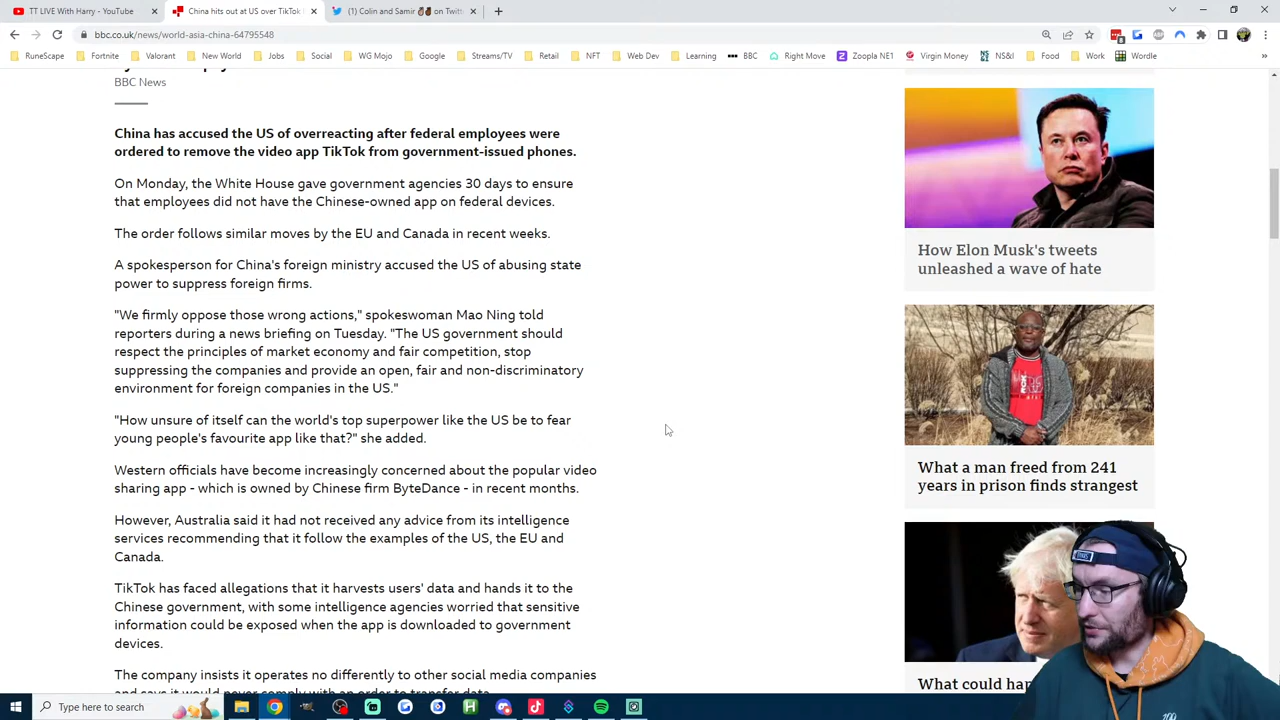 TT LIVE With Harry - YouTube
China hits out at US over TikTok
(1) Colin and Samir on Twitt
bbc.co.uk/news/world-asia-china-64795548
RuneScape Fortnite Valorant New World Jobs Social WG Mojo Google Streams/TV Retail NFT Web Dev Learning BBC Right Move Zoopla NE1 Virgin Money NS&I Food Work Wordle
BBC News
China has accused the US of overreacting after federal employees were
ordered to remove the video app TikTok from government-issued phones.
On Monday, the White House gave government agencies 30 days to ensure
that employees did not have the Chinese-owned app on federal devices.
The order follows similar moves by the EU and Canada in recent weeks.
A spokesperson for China's foreign ministry accused the US of abusing state
power to suppress foreign firms.
"We firmly oppose those wrong actions," spokeswoman Mao Ning told
reporters during a news briefing on Tuesday. "The US government should
respect the principles of market economy and fair competition, stop
suppressing the companies and provide an open, fair and non-discriminatory
environment for foreign companies in the US."
"How unsure of itself can the world's top superpower like the US be to fear
young people's favourite app like that?" she added.
Western officials have become increasingly concerned about the popular video
sharing app - which is owned by Chinese firm ByteDance - in recent months.
However, Australia said it had not received any advice from its intelligence
services recommending that it follow the examples of the US, the EU and
Canada.
TikTok has faced allegations that it harvests users' data and hands it to the
Chinese government, with some intelligence agencies worried that sensitive
information could be exposed when the app is downloaded to government
devices.
The company insists it operates no differently to other social media companies
and says it would never comply with an order to transfer data.
How Elon Musk's tweets
unleashed a wave of hate
What a man freed from 241
years in prison finds strangest
What could hap
Type here to search